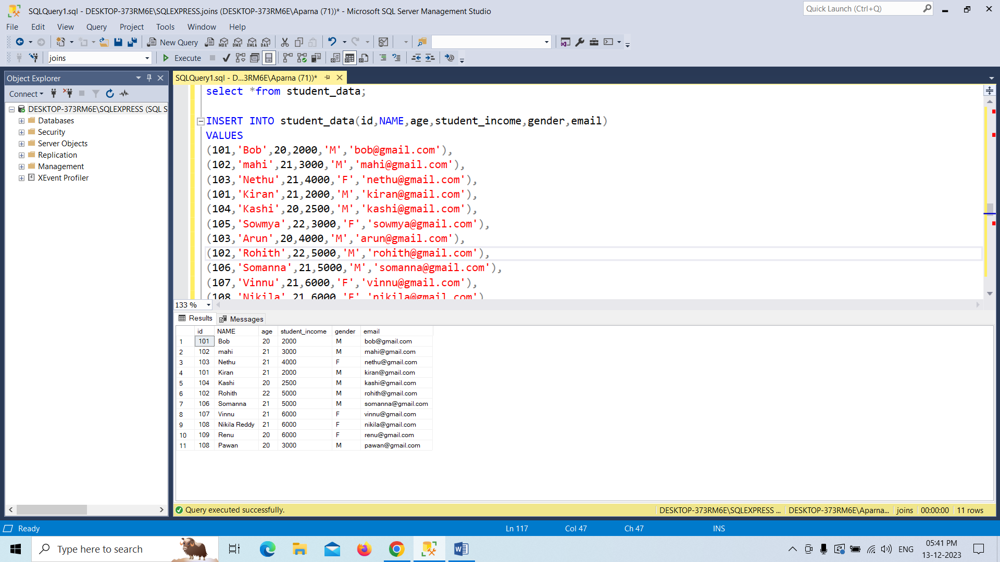 SQLQuery1.sql - DESKTOP-373RM6E\SQLEXPRESS.joins (DESKTOP-373RM6E\Aparna (71))* - Microsoft SQL Server Management Studio
Quick Launch (Ctrl+Q)
File Edit View Query Project Tools Window Help
New Query MDX DMX XMLA DAX
joins Execute
Object Explorer
Connect
DESKTOP-373RM6E\SQLEXPRESS (SQL S
Databases
Security
Server Objects
Replication
Management
XEvent Profiler
SQLQuery1.sql - D...3RM6E\Aparna (71))*
select *from student_data;
INSERT INTO student_data(id,NAME,age,student_income,gender,email)
VALUES
(101,'Bob',20,2000,'M','bob@gmail.com'),
(102,'mahi',21,3000,'M','mahi@gmail.com'),
(103,'Nethu',21,4000,'F','nethu@gmail.com'),
(101,'Kiran',21,2000,'M','kiran@gmail.com'),
(104,'Kashi',20,2500,'M','kashi@gmail.com'),
(105,'Sowmya',22,3000,'F','sowmya@gmail.com'),
(103,'Arun',20,4000,'M','arun@gmail.com'),
(102,'Rohith',22,5000,'M','rohith@gmail.com'),
(106,'Somanna',21,5000,'M','somanna@gmail.com'),
(107,'Vinnu',21,6000,'F','vinnu@gmail.com'),
(108,'Nikila',21,6000,'F','nikila@gmail.com')
133 %
Results Messages
id NAME age student_income gender email
1 101 Bob 20 2000 M bob@gmail.com
2 102 mahi 21 3000 M mahi@gmail.com
3 103 Nethu 21 4000 F nethu@gmail.com
4 101 Kiran 21 2000 M kiran@gmail.com
5 104 Kashi 20 2500 M kashi@gmail.com
6 102 Rohith 22 5000 M rohith@gmail.com
7 106 Somanna 21 5000 M somanna@gmail.com
8 107 Vinnu 21 6000 F vinnu@gmail.com
9 108 Nikila Reddy 21 6000 F nikila@gmail.com
10 109 Renu 20 6000 F renu@gmail.com
11 108 Pawan 20 3000 M pawan@gmail.com
Query executed successfully. DESKTOP-373RM6E\SQLEXPRESS ... DESKTOP-373RM6E\Aparna... joins 00:00:00 11 rows
Ready Ln 117 Col 47 Ch 47 INS
Type here to search
ENG
05:41 PM
13-12-2023